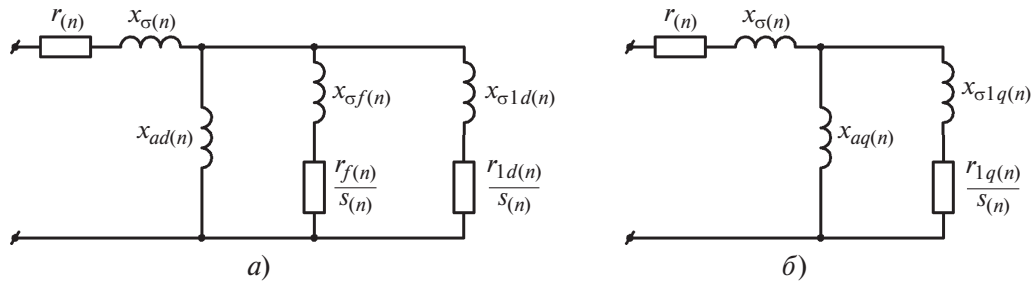 r(n) xσ(n)
xad(n)
xσf(n)
rf(n)
s(n)
xσ1d(n)
r1d(n)
s(n)
а)
r(n) xσ(n)
xaq(n)
xσ1q(n)
r1q(n)
s(n)
б)